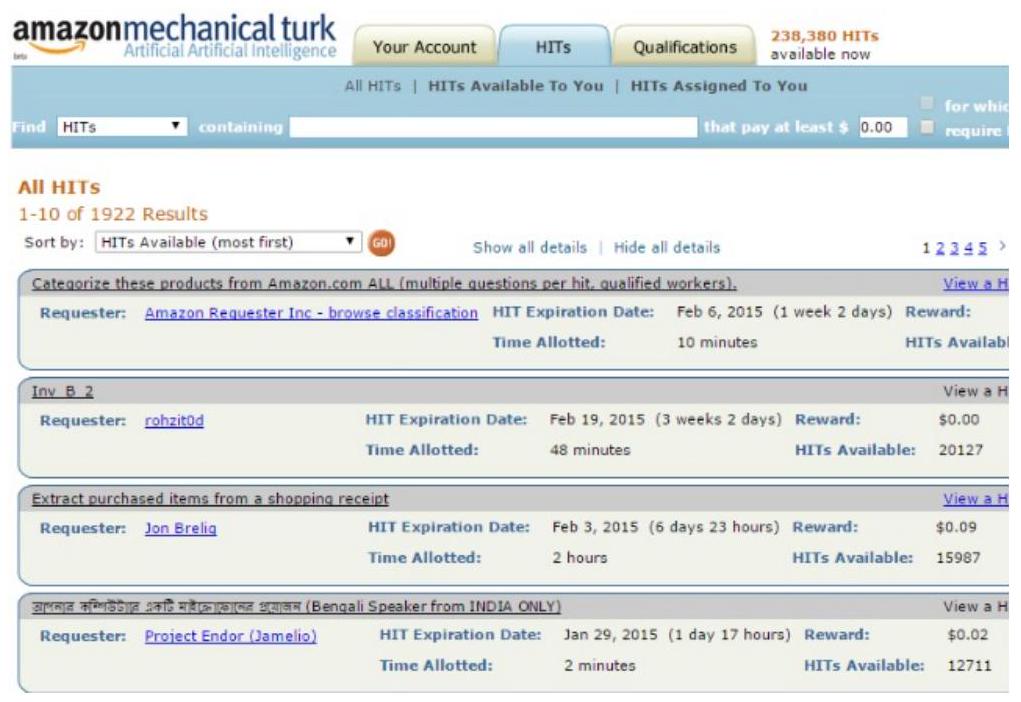 amazonmechanical turk
beta
Artificial Artificial Intelligence
Your Account
HITs
Qualifications
238,380 HITs
available now
All HITs | HITs Available To You | HITs Assigned To You
for whic
Find HITs containing that pay at least $ 0.00
require
All HITs
1-10 of 1922 Results
Sort by: HITs Available (most first) GO!
Show all details | Hide all details
1 2 3 4 5 ›
Categorize these products from Amazon.com ALL (multiple questions per hit, qualified workers). View a H
Requester: Amazon Requester Inc - browse classification HIT Expiration Date: Feb 6, 2015 (1 week 2 days) Reward:
Time Allotted: 10 minutes HITs Availabl
Inv_B_2 View a H
Requester: rohzit0d HIT Expiration Date: Feb 19, 2015 (3 weeks 2 days) Reward: $0.00
Time Allotted: 48 minutes HITs Available: 20127
Extract purchased items from a shopping receipt View a H
Requester: Jon Brelig HIT Expiration Date: Feb 3, 2015 (6 days 23 hours) Reward: $0.09
Time Allotted: 2 hours HITs Available: 15987
আপনার কম্পিউটারে একটি মাইক্রোফোনের প্রয়োজন (Bengali Speaker from INDIA ONLY) View a H
Requester: Project Endor (Jamelio) HIT Expiration Date: Jan 29, 2015 (1 day 17 hours) Reward: $0.02
Time Allotted: 2 minutes HITs Available: 12711